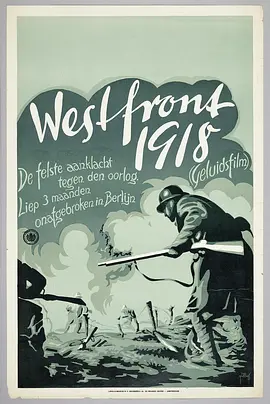 Westfront
1918
(Geluidsfilm)
De felste aanklacht
tegen den oorlog.
Liep 3 maanden
onafgebroken in Berlijn